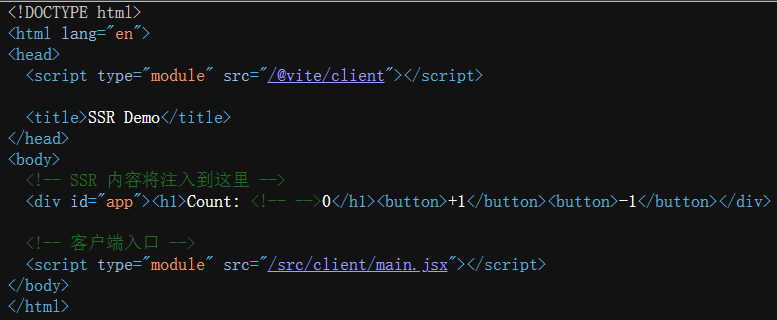 <!DOCTYPE html>
<html lang="en">
<head>
  <script type="module" src="/@vite/client"></script>

  <title>SSR Demo</title>
</head>
<body>
  <!-- SSR 内容将注入到这里 -->
  <div id="app"><h1>Count: <!-- -->0</h1><button>+1</button><button>-1</button></div>

  <!-- 客户端入口 -->
  <script type="module" src="/src/client/main.jsx"></script>
</body>
</html>